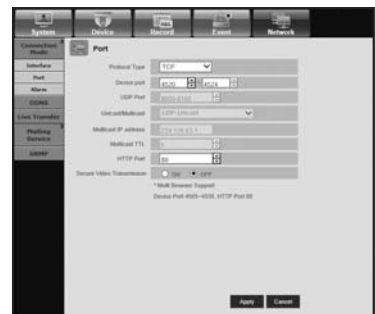 System
Device
Record
Event
Network
Connection Mode
Interface
Port
Alarm
DDNS
Live Transfer
Mailing Service
SNMP
Port
Protocol Type TCP
Device port 4520 ~ 4524
UDP Port
Unicast/Multicast UDP-Unicast
Multicast IP address
Multicast TTL
HTTP Port 80
Secure Video Transmission ON OFF
* Multi Browser Support
Device Port 4505~4530, HTTP Port 80
Apply
Cancel